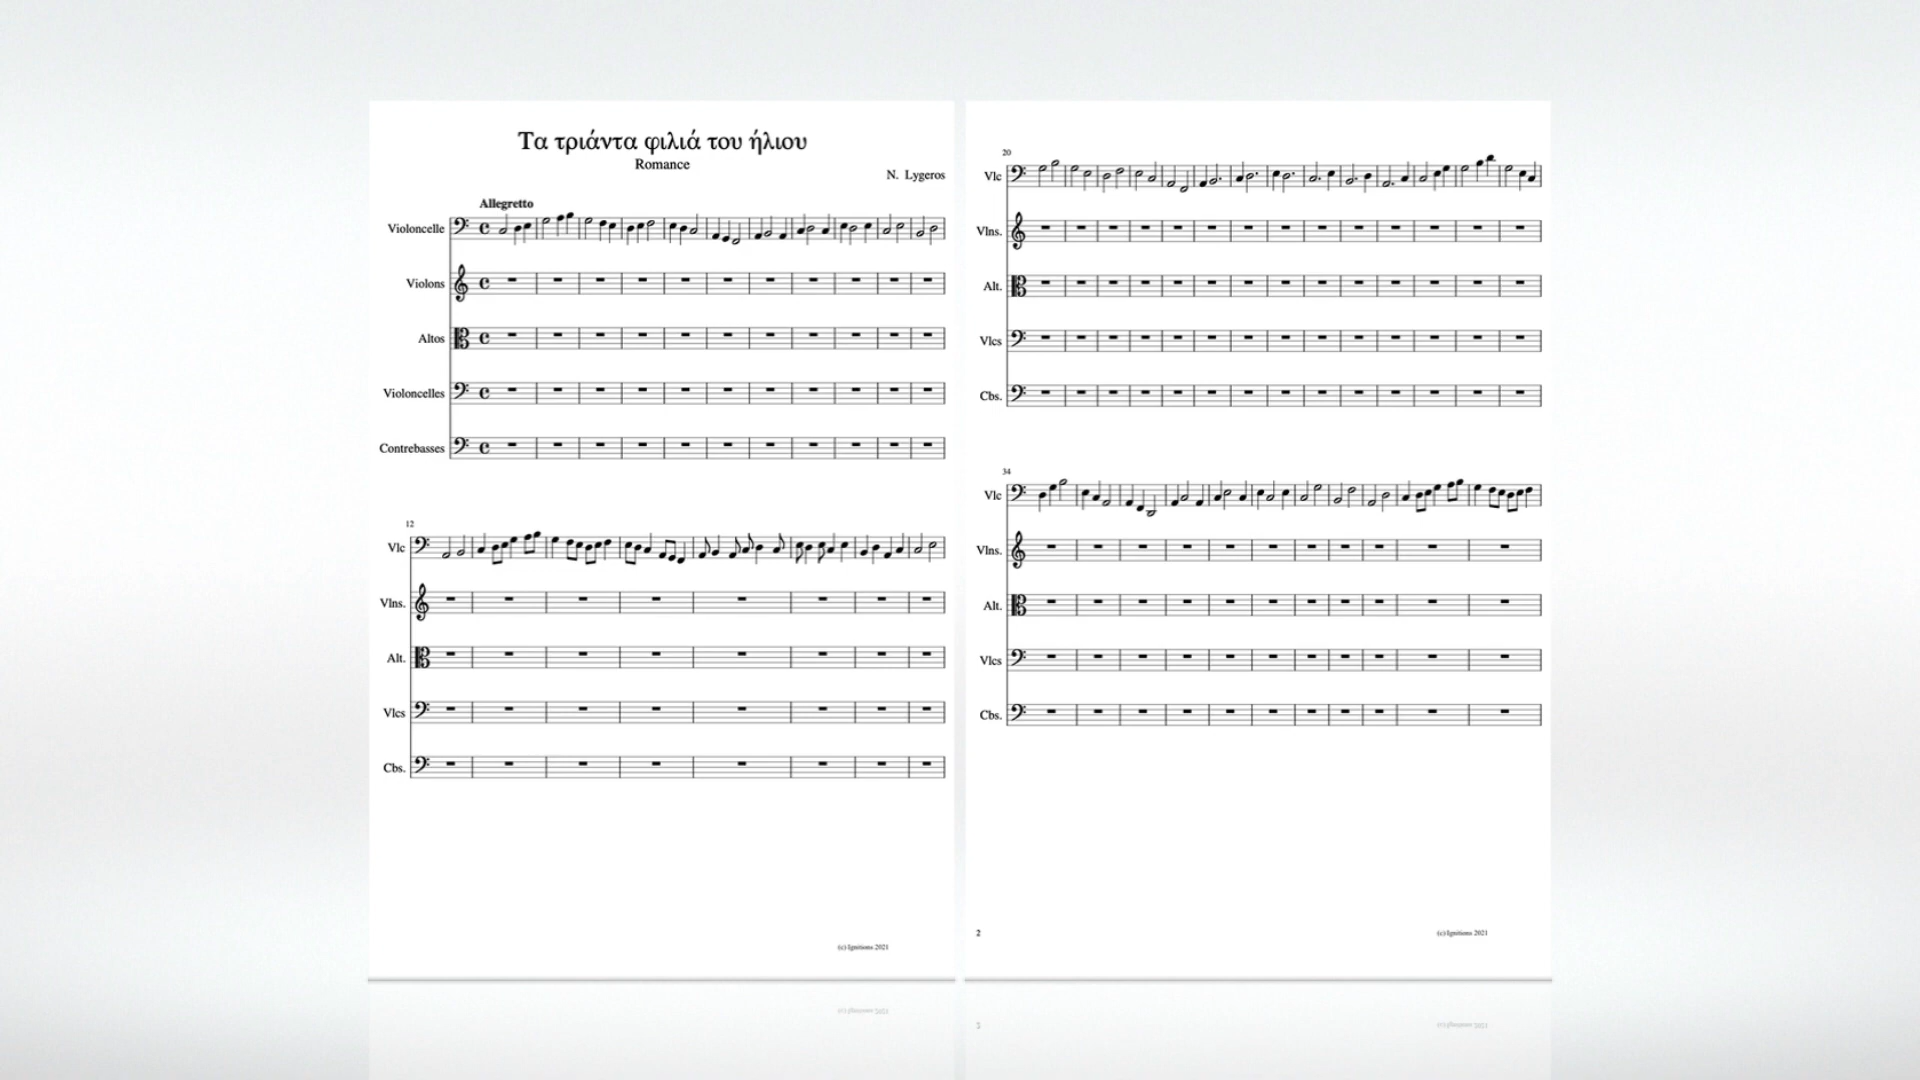 Τα τριάντα φιλιά του ήλιου
Romance
N. Lygeros
Allegretto
Violoncelle
Violons
Altos
Violoncelles
Contrebasses
12
Vlc
Vlns.
Alt.
Vlcs
Cbs.
(c) Ignitions 2021
20
Vlc
Vlns.
Alt.
Vlcs
Cbs.
34
Vlc
Vlns.
Alt.
Vlcs
Cbs.
2
(c) Ignitions 2021